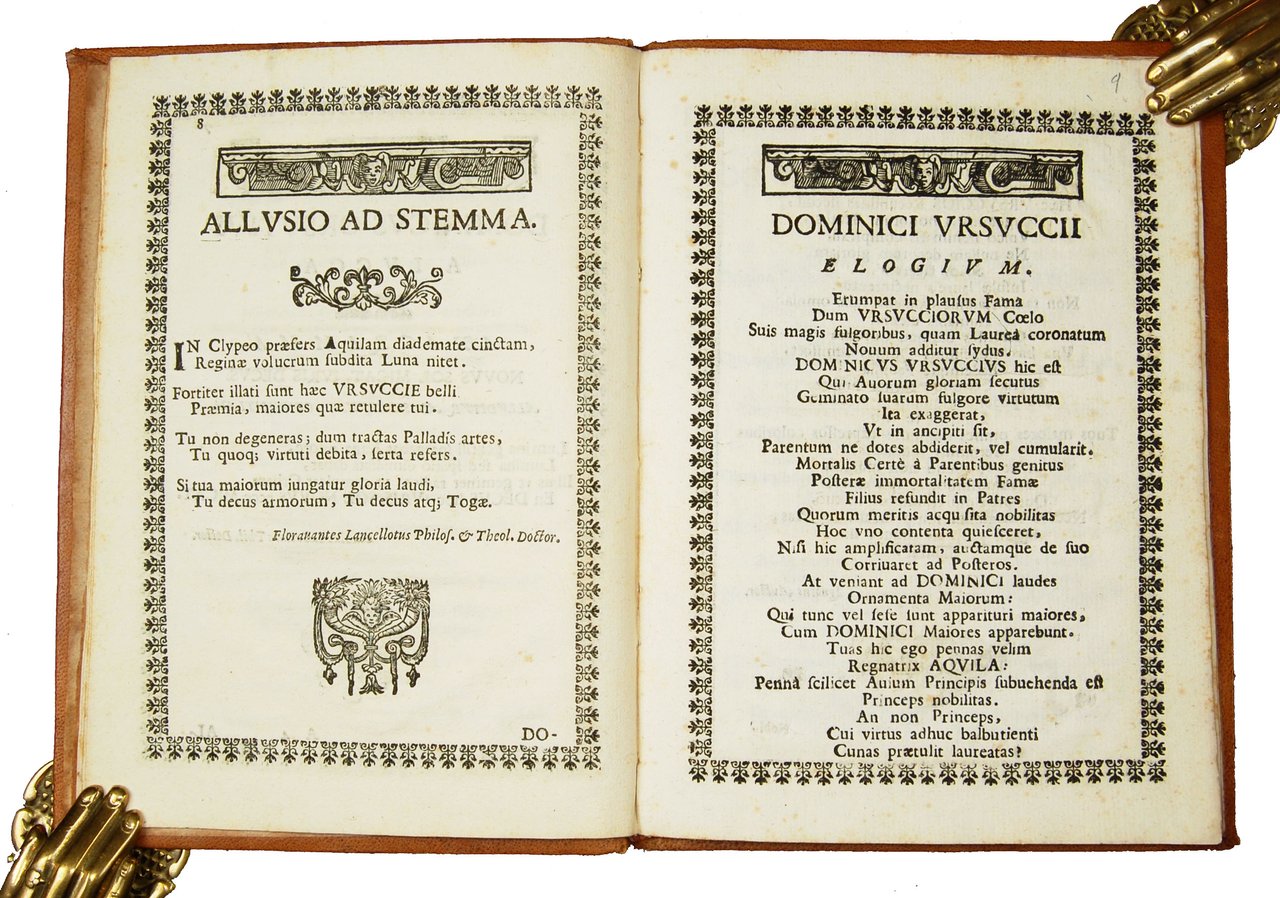 8
ALLVSIO AD STEMMA.
IN Clypeo præfers Aquilam diademate cinctam,
Reginæ volucrum subdita Luna nitet.
Fortiter illati sunt hæc VRSVCCIE belli
Præmia, maiores quæ retulere tui.
Tu non degeneras; dum tractas Palladis artes,
Tu quoq; virtuti debita, serta refers.
Si tua maiorum iungatur gloria laudi,
Tu decus armorum, Tu decus atq; Togæ.
Florauantes Lancellotus Philos. & Theol. Doctor.
DO-
9
DOMINICI VRSVCCII
ELOGIVM.
Erumpat in plausus Fama
Dum VRSVCCIORVM Cœlo
Suis magis fulgoribus, quam Laurea coronatum
Nouum additur sydus.
DOMINICVS VRSVCCIVS hic est
Qui Auorum gloriam secutus
Geminato suarum fulgore virtutum
Ita exaggerat,
Vt in ancipiti sit,
Parentum ne dotes abdiderit, vel cumularit.
Mortalis Certè à Parentibus genitus
Posteræ immortalitatem Famæ
Filius refundit in Patres
Quorum meritis acquisita nobilitas
Hoc vno contenta quiesceret,
Nisi hic amplificatam, auctamque de suo
Corriuaret ad Posteros.
At veniant ad DOMINICI laudes
Ornamenta Maiorum:
Qui tunc vel sese sunt apparituri maiores,
Cum DOMINICI Maiores apparebunt.
Tuas hic ego pennas velim
Regnatrix AQVILA:
Penna scilicet Auium Principis subuehenda est
Princeps nobilitas.
An non Princeps,
Cui virtus adhuc balbutienti
Cunas prætulit laureatas?